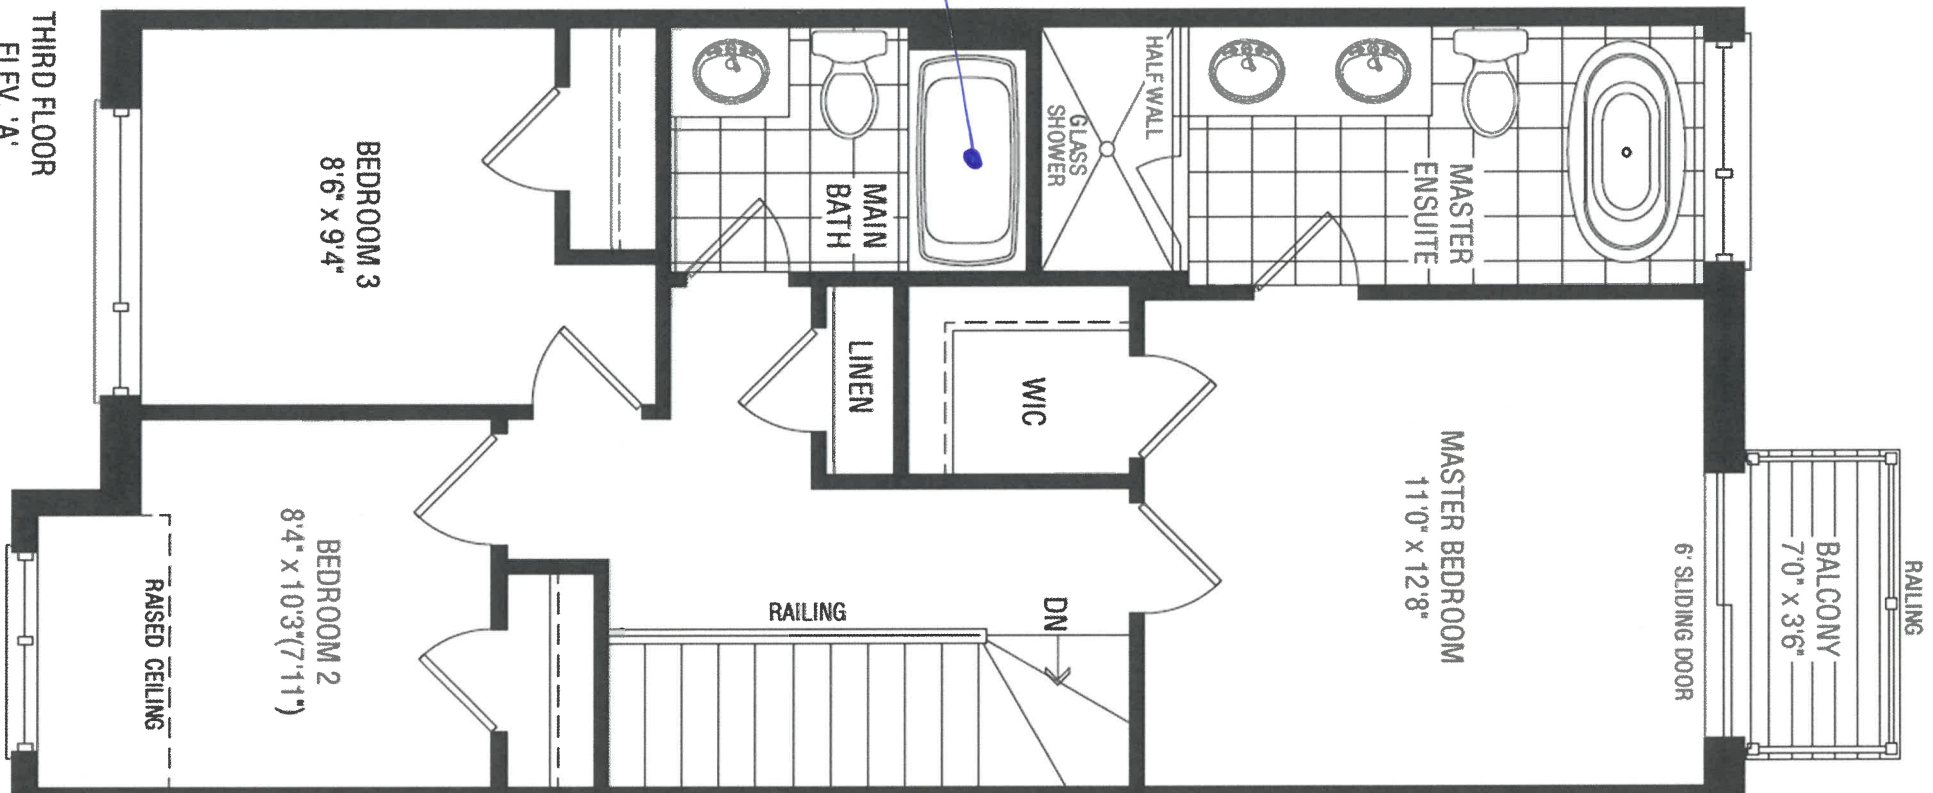 THIRD FLOOR
ELEV. 'A'
BEDROOM 3
8'6" x 9'4"
MAIN
BATH
HALF WALL
GLASS
SHOWER
MASTER
ENSUITE
LINEN
WIC
MASTER BEDROOM
11'0" x 12'8"
6' SLIDING DOOR
BALCONY
7'0" x 3'6"
RAILING
BEDROOM 2
8'4" x 10'3"(7'11")
RAISED CEILING
RAILING
DN